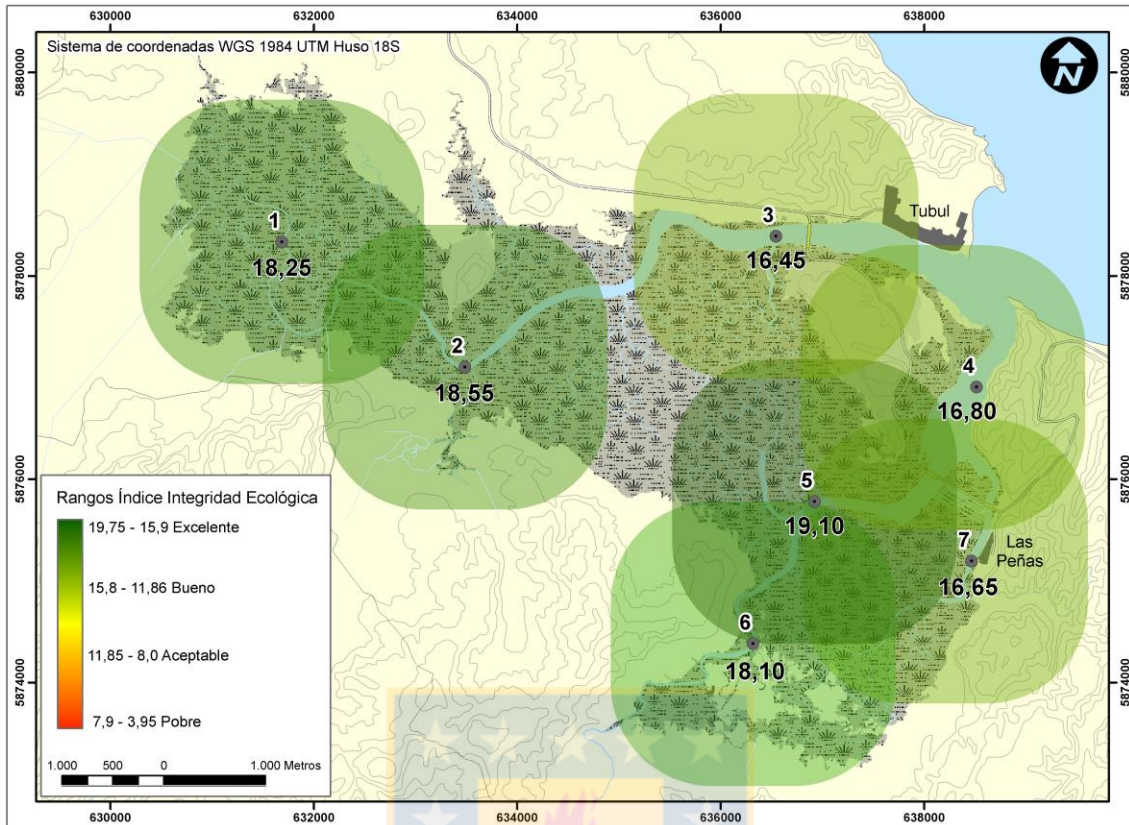 630000 632000 634000 636000 638000
Sistema de coordenadas WGS 1984 UTM Huso 18S
N
5880000
5880000
Tubul
1
18,25
3
16,45
5878000
5878000
2
18,55
4
16,80
5876000
5876000
5
19,10
7
Las
Peñas
16,65
6
18,10
5874000
5874000
Rangos Índice Integridad Ecológica
19,75 - 15,9 Excelente
15,8 - 11,86 Bueno
11,85 - 8,0 Aceptable
7,9 - 3,95 Pobre
1.000 500 0 1.000 Metros
630000 632000 634000 636000 638000